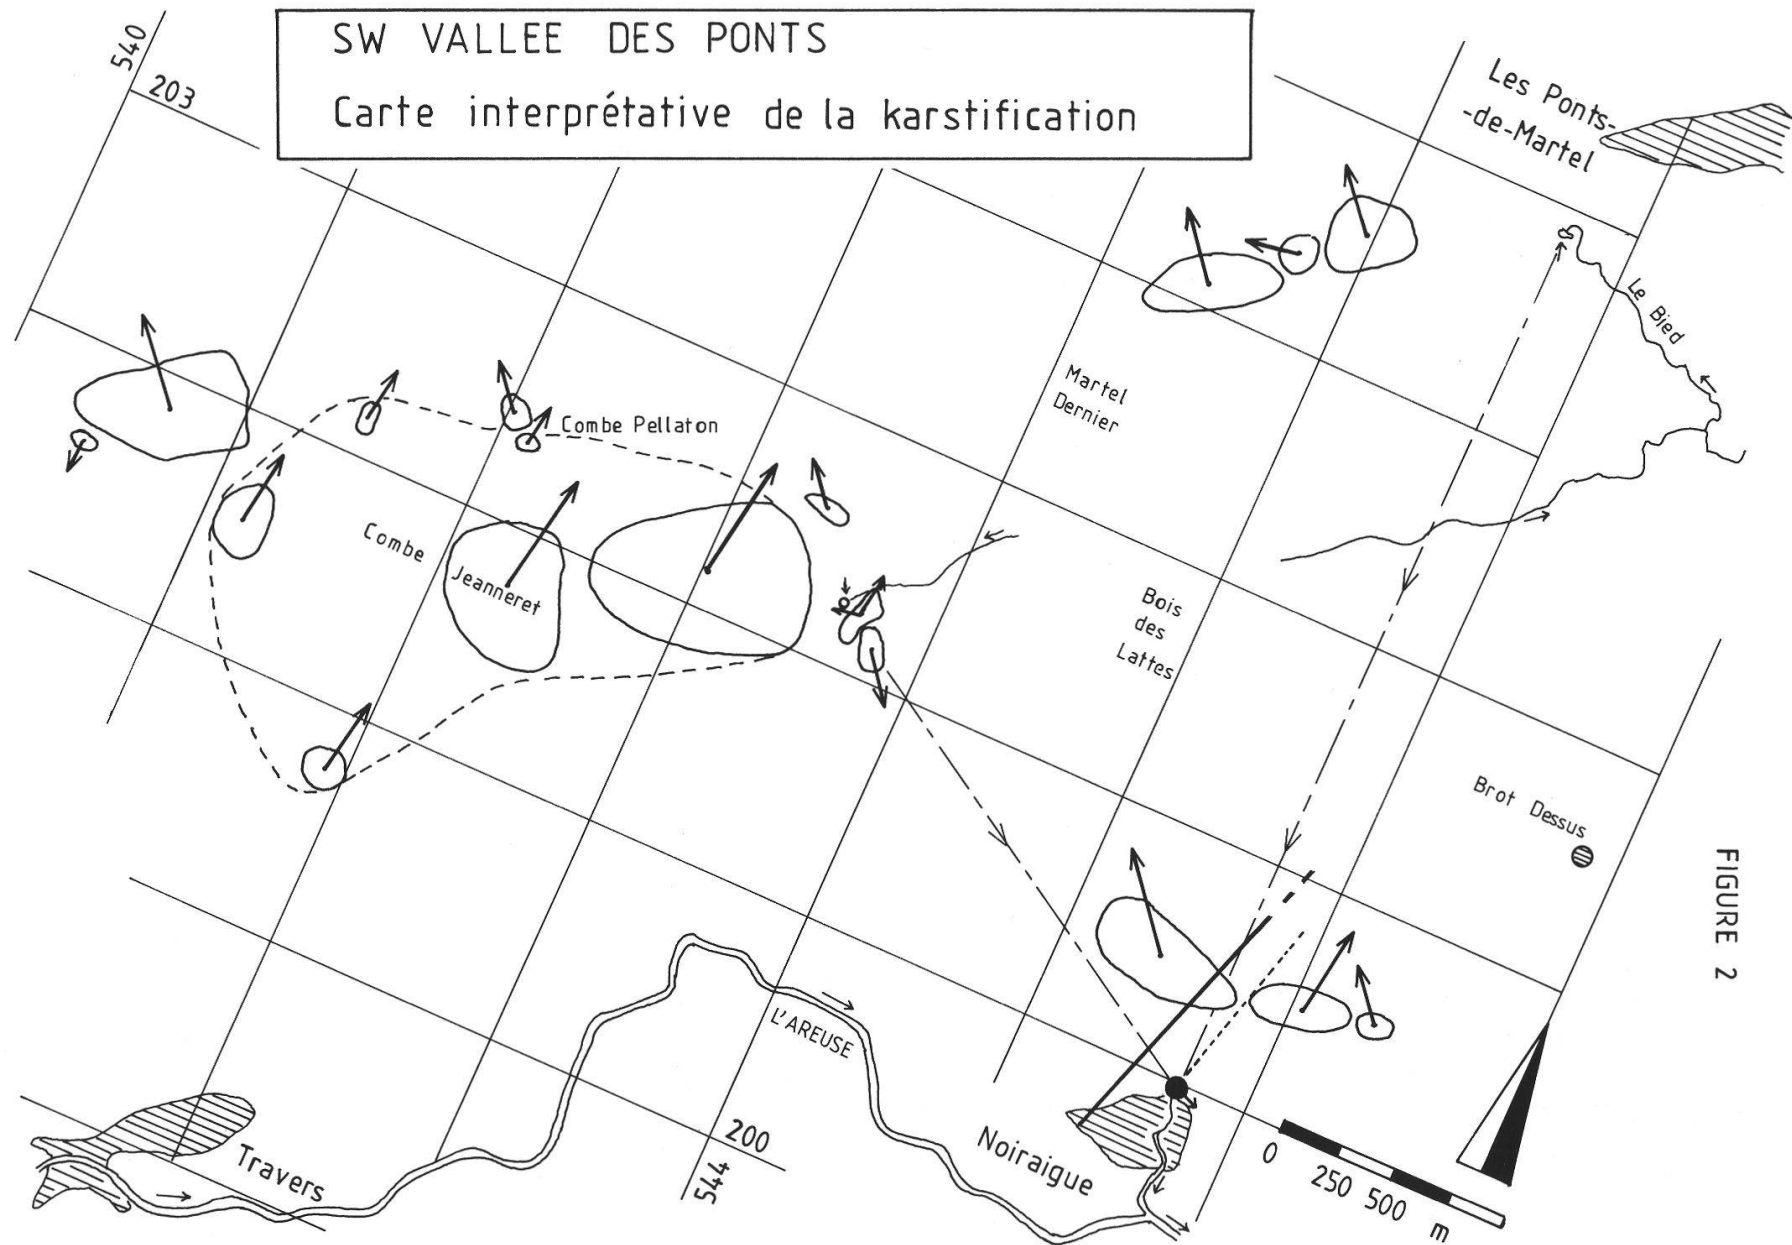 SW VALLEE DES PONTS
Carte interprétative de la karstification
540
203
Les Ponts-
-de-Martel
Le Bied
Martel
Dernier
Combe Pellaton
Combe
Jeanneret
Bois
des
Lattes
Brot Dessus
FIGURE 2
L'AREUSE
Travers
200
544
Noiraigue
0
250
500
m